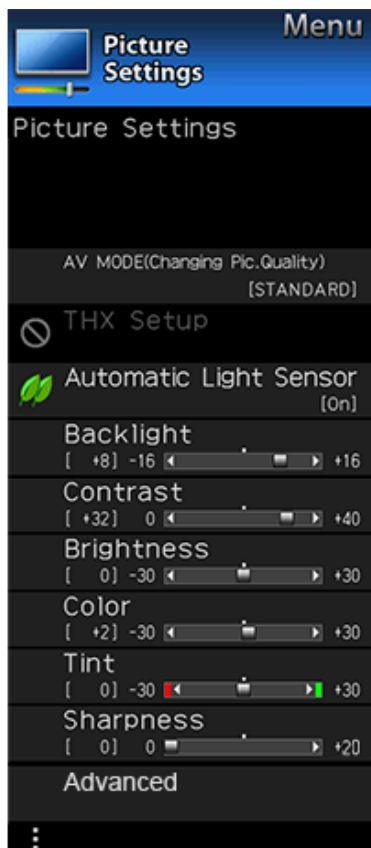 Menu
Picture
Settings
Picture Settings
AV MODE(Changing Pic.Quality)
[STANDARD]
THX Setup
Automatic Light Sensor
[On]
Backlight
[ +8] -16 +16
Contrast
[ +32] 0 +40
Brightness
[ 0] -30 +30
Color
[ +2] -30 +30
Tint
[ 0] -30 +30
Sharpness
[ 0] 0 +20
Advanced